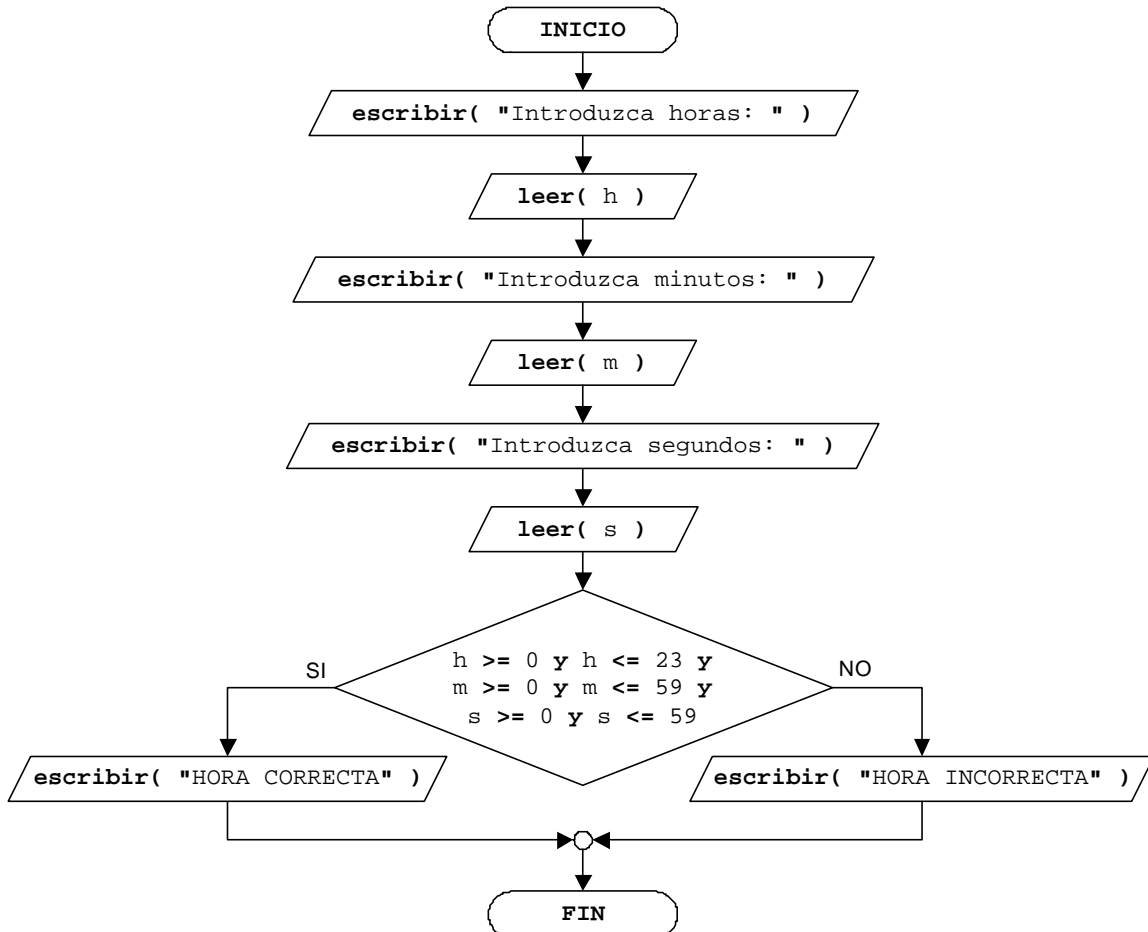 INICIO
escribir( "Introduzca horas: " )
leer( h )
escribir( "Introduzca minutos: " )
leer( m )
escribir( "Introduzca segundos: " )
leer( s )
h >= 0 y h <= 23 y
m >= 0 y m <= 59 y
s >= 0 y s <= 59
SI
NO
escribir( "HORA CORRECTA" )
escribir( "HORA INCORRECTA" )
FIN